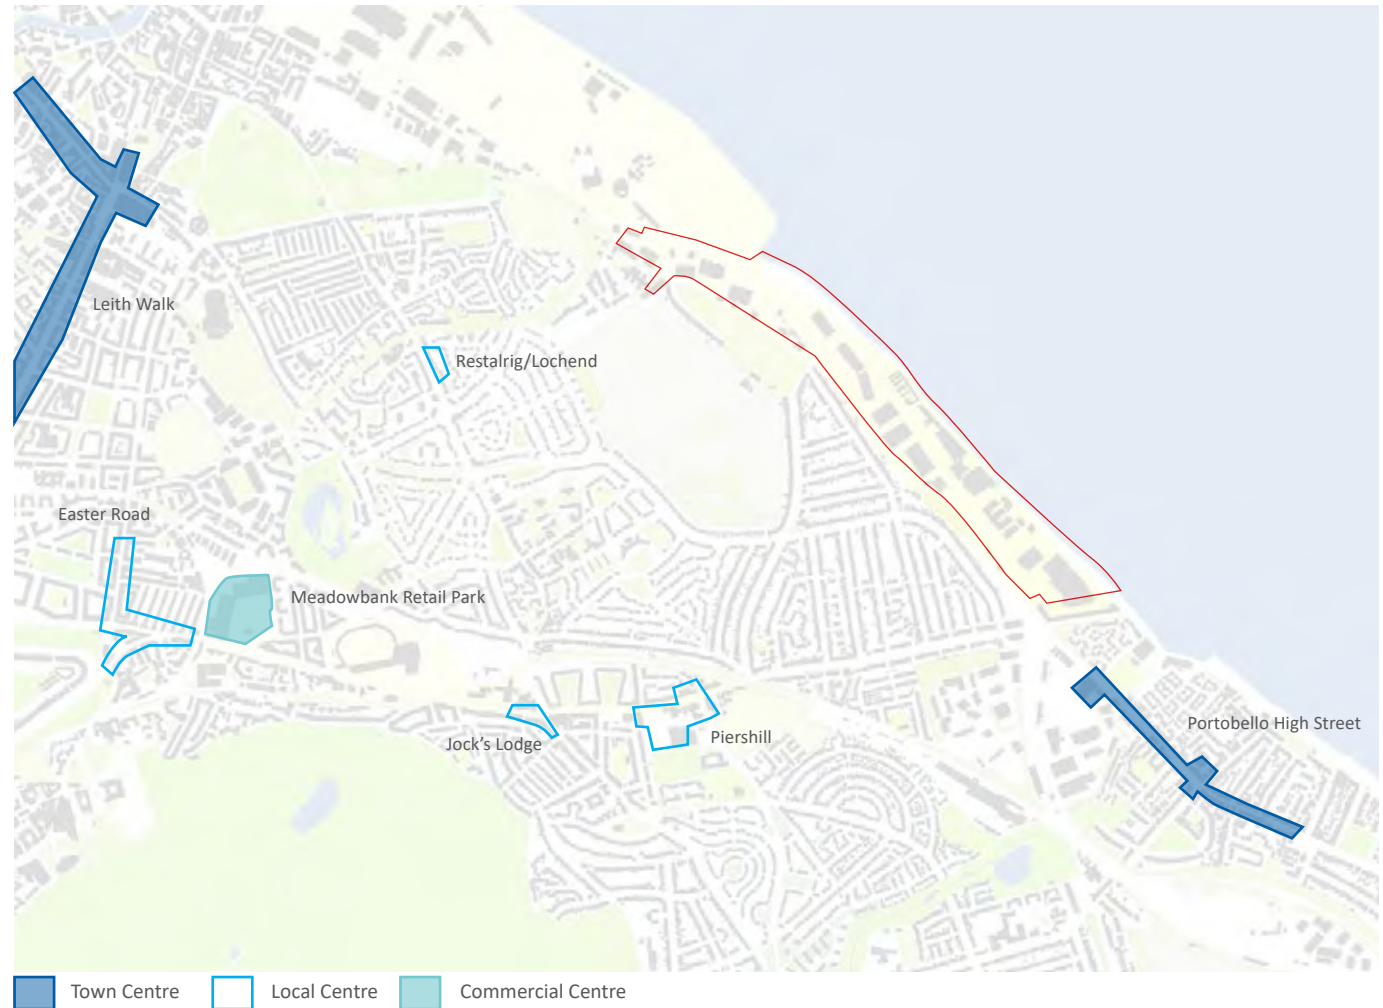 Leith Walk
Restalrig/Lochend
Easter Road
Meadowbank Retail Park
Jock's Lodge
Piershill
Portobello High Street
Town Centre
Local Centre
Commercial Centre